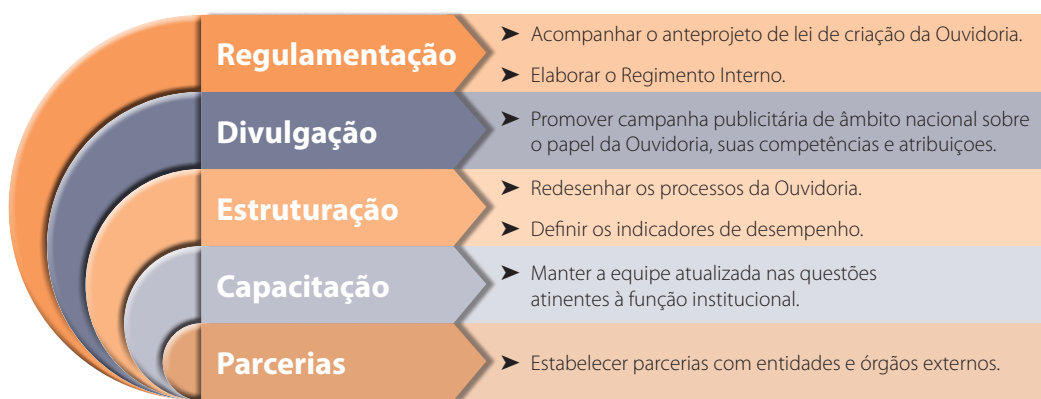 Regulamentação
➤ Acompanhar o anteprojeto de lei de criação da Ouvidoria.
➤ Elaborar o Regimento Interno.
Divulgação
➤ Promover campanha publicitária de âmbito nacional sobre
o papel da Ouvidoria, suas competências e atribuiçoes.
Estruturação
➤ Redesenhar os processos da Ouvidoria.
➤ Definir os indicadores de desempenho.
Capacitação
➤ Manter a equipe atualizada nas questões
atinentes à função institucional.
Parcerias
➤ Estabelecer parcerias com entidades e órgãos externos.